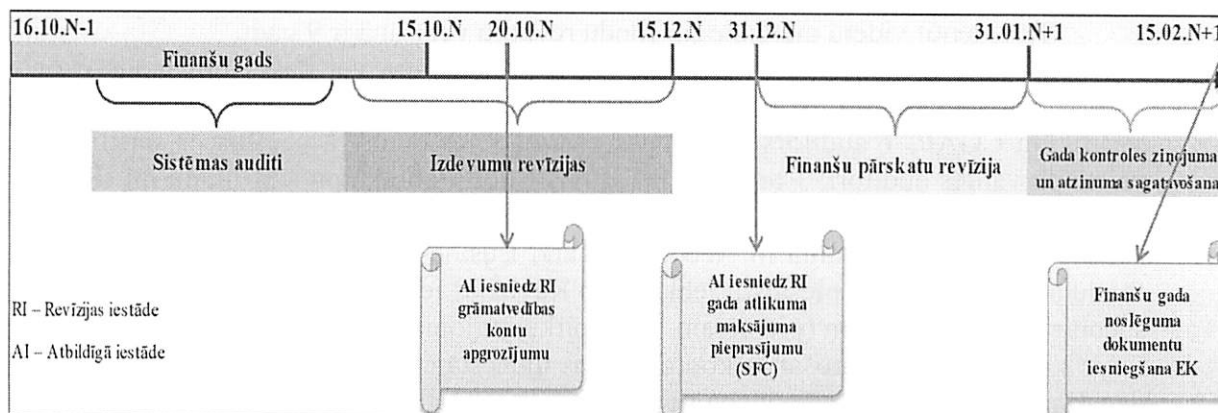 16.10.N-1
15.10.N
20.10.N
15.12.N
31.12.N
31.01.N+1
15.02.N+1
Finanšu gads
Sistēmas auditi
Izdevumu revīzijas
Finanšu pārskatu revīzija
Gada kontroles ziņojuma
un atzinuma sagatavošana
AI iesniedz RI
grāmatvedības
kontu
apgrozījumu
AI iesniedz RI
gada atlikuma
maksājuma
pieprasījumu
(SFC)
Finanšu gada
noslēguma
dokumentu
iesniegšana EK
RI – Revīzijas iestāde
AI – Atbildīgā iestāde